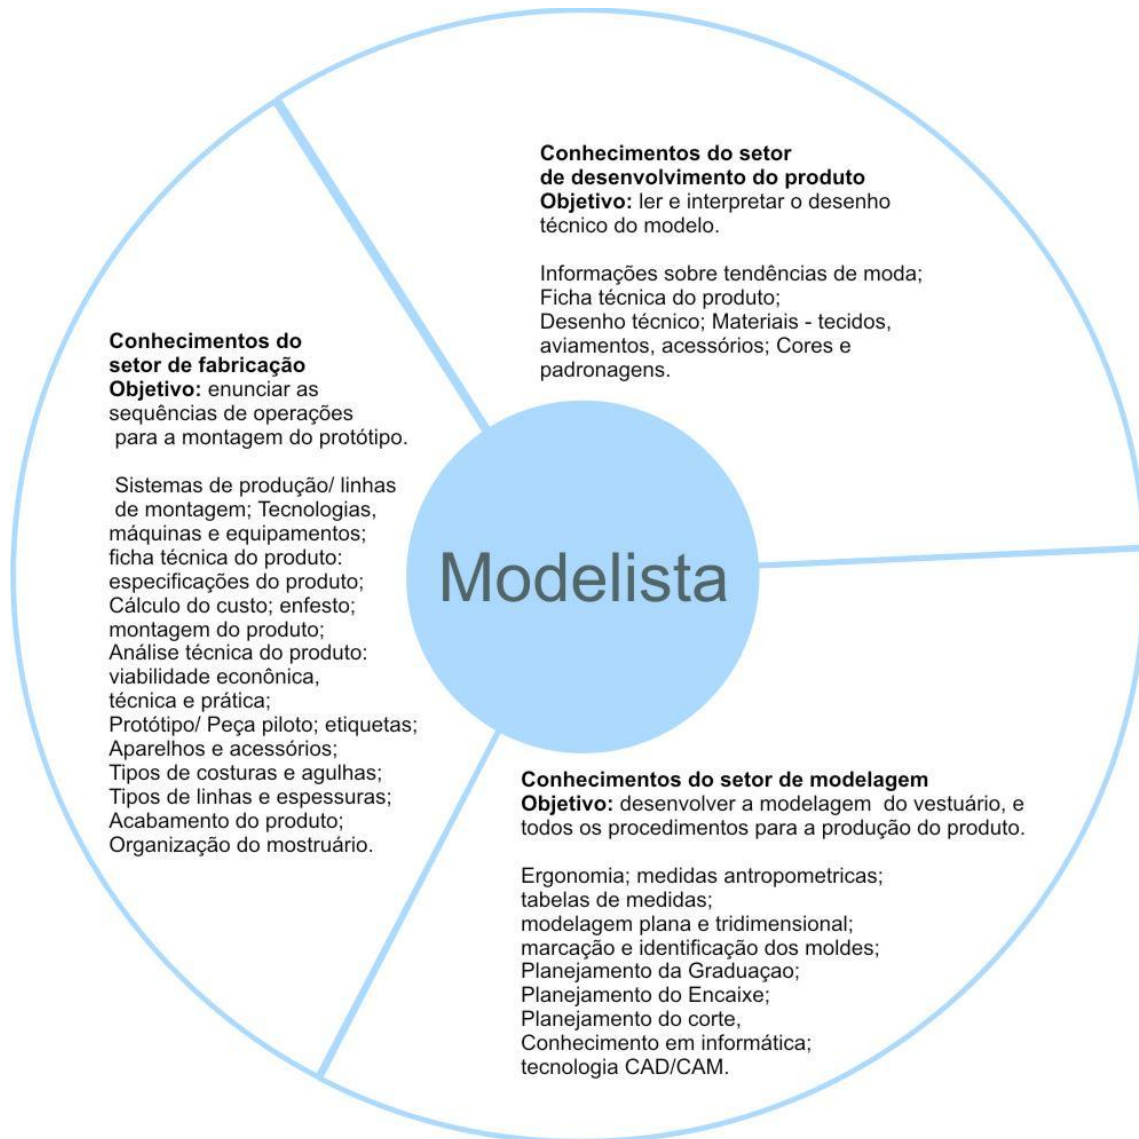 Conhecimentos do setor
de desenvolvimento do produto
Objetivo: ler e interpretar o desenho
técnico do modelo.
Informações sobre tendências de moda;
Ficha técnica do produto;
Desenho técnico; Materiais - tecidos,
aviamentos, acessórios; Cores e
padronagens.
Conhecimentos do
setor de fabricação
Objetivo: enunciar as
sequências de operações
para a montagem do protótipo.
Sistemas de produção/ linhas
de montagem; Tecnologias,
máquinas e equipamentos;
ficha técnica do produto:
especificações do produto;
Cálculo do custo; enfesto;
montagem do produto;
Análise técnica do produto:
viabilidade econônica,
técnica e prática;
Protótipo/ Peça piloto; etiquetas;
Aparelhos e acessórios;
Tipos de costuras e agulhas;
Tipos de linhas e espessuras;
Acabamento do produto;
Organização do mostruário.
Modelista
Conhecimentos do setor de modelagem
Objetivo: desenvolver a modelagem do vestuário, e
todos os procedimentos para a produção do produto.
Ergonomia; medidas antropometricas;
tabelas de medidas;
modelagem plana e tridimensional;
marcação e identificação dos moldes;
Planejamento da Graduaçao;
Planejamento do Encaixe;
Planejamento do corte,
Conhecimento em informática;
tecnologia CAD/CAM.